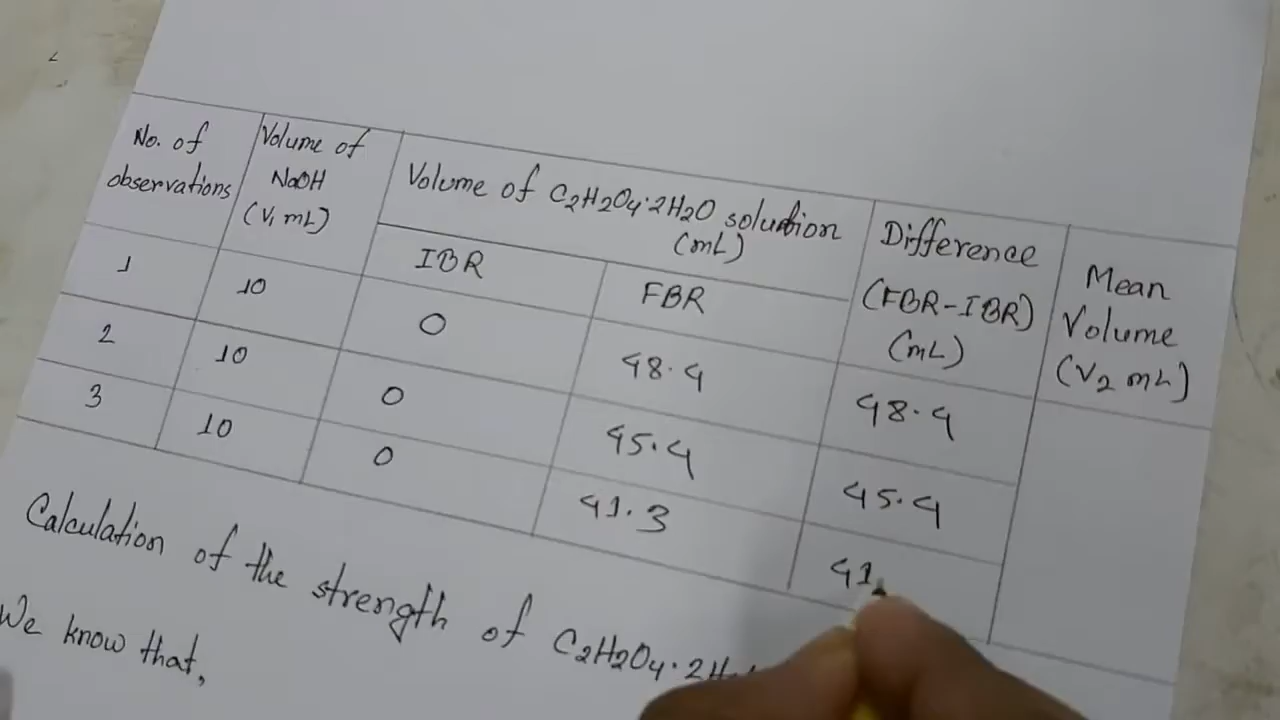 No. of
observations
Volume of
NaOH
(V₁ mL)
Volume of C₂H₂O₄·2H₂O solution
(mL)
IBR
FBR
Difference
(FBR-IBR)
(mL)
Mean
Volume
(V₂ mL)
1
10
0
48.4
48.4
2
10
0
45.4
45.4
3
10
0
41.3
41.
Calculation of the strength of C₂H₂O₄·2H₂
We know that,